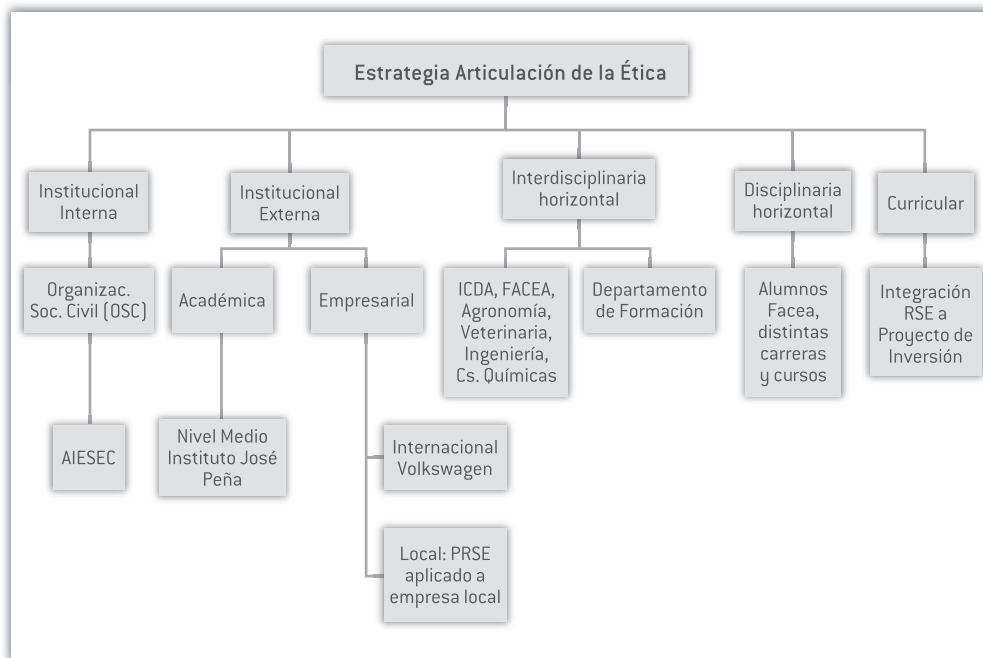 Estrategia Articulación de la Ética
Institucional
Interna
Institucional
Externa
Interdisciplinaria
horizontal
Disciplinaria
horizontal
Curricular
Organizac.
Soc. Civil (OSC)
Académica
Empresarial
ICDA, FACEA,
Agronomía,
Veterinaria,
Ingeniería,
Cs. Químicas
Departamento
de Formación
Alumnos
Facea,
distintas
carreras
y cursos
Integración
RSE a
Proyecto de
Inversión
AIESEC
Nivel Medio
Instituto José
Peña
Internacional
Volkswagen
Local: PRSE
aplicado a
empresa local